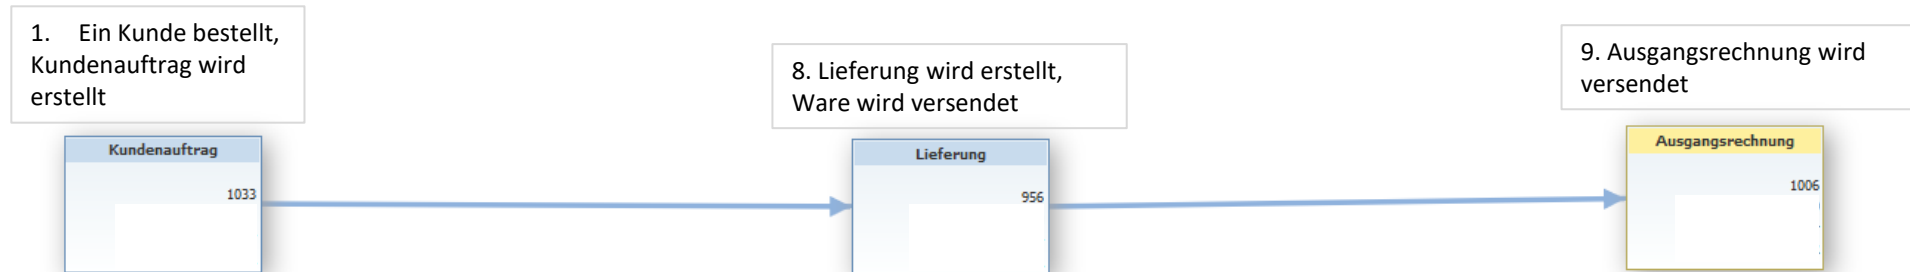 1. Ein Kunde bestellt,
Kundenauftrag wird
erstellt
8. Lieferung wird erstellt,
Ware wird versendet
9. Ausgangsrechnung wird
versendet
Kundenauftrag
1033
Lieferung
956
Ausgangsrechnung
1006